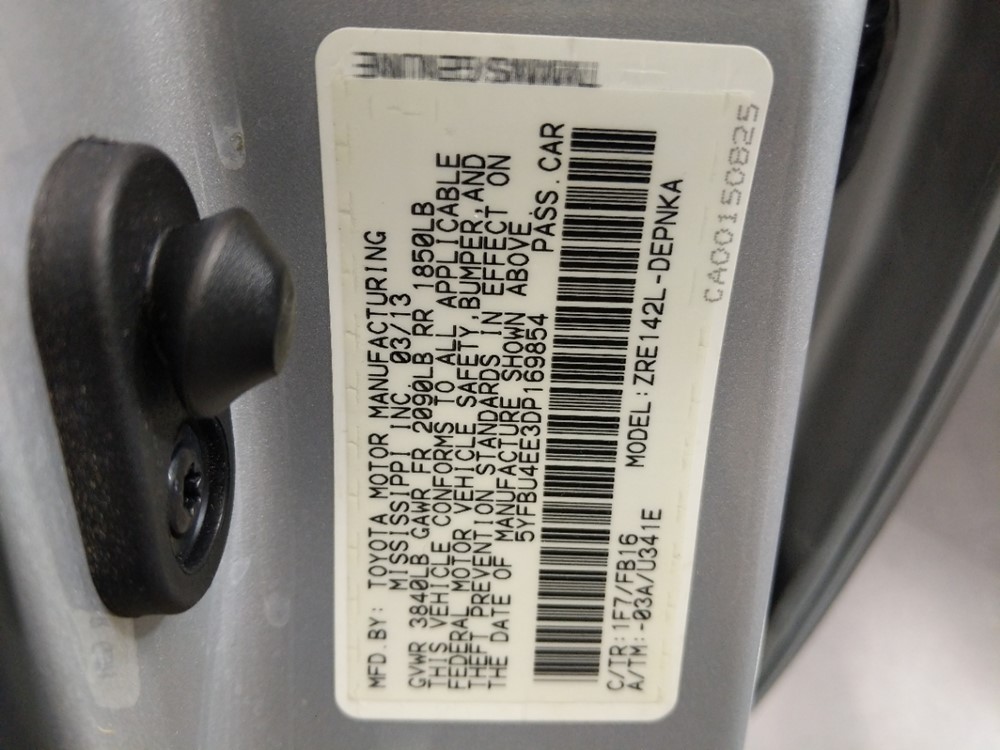 MFD.BY: TOYOTA MOTOR MANUFACTURING
MISSISSIPPI INC. 03/13
GVWR 3840LB GAWR FR 2090LB RR 1850LB
THIS VEHICLE CONFORMS TO ALL APPLICABLE
FEDERAL MOTOR VEHICLE SAFETY,BUMPER,AND
THEFT PREVENTION STANDARDS IN EFFECT ON
THE DATE OF MANUFACTURE SHOWN ABOVE.
5YFBU4EE3DP169854 PASS.CAR
MODEL:ZRE142L-DEPNKA
C/TR:1F7/FB16
A/TM:-03A/U341E
CA00150825